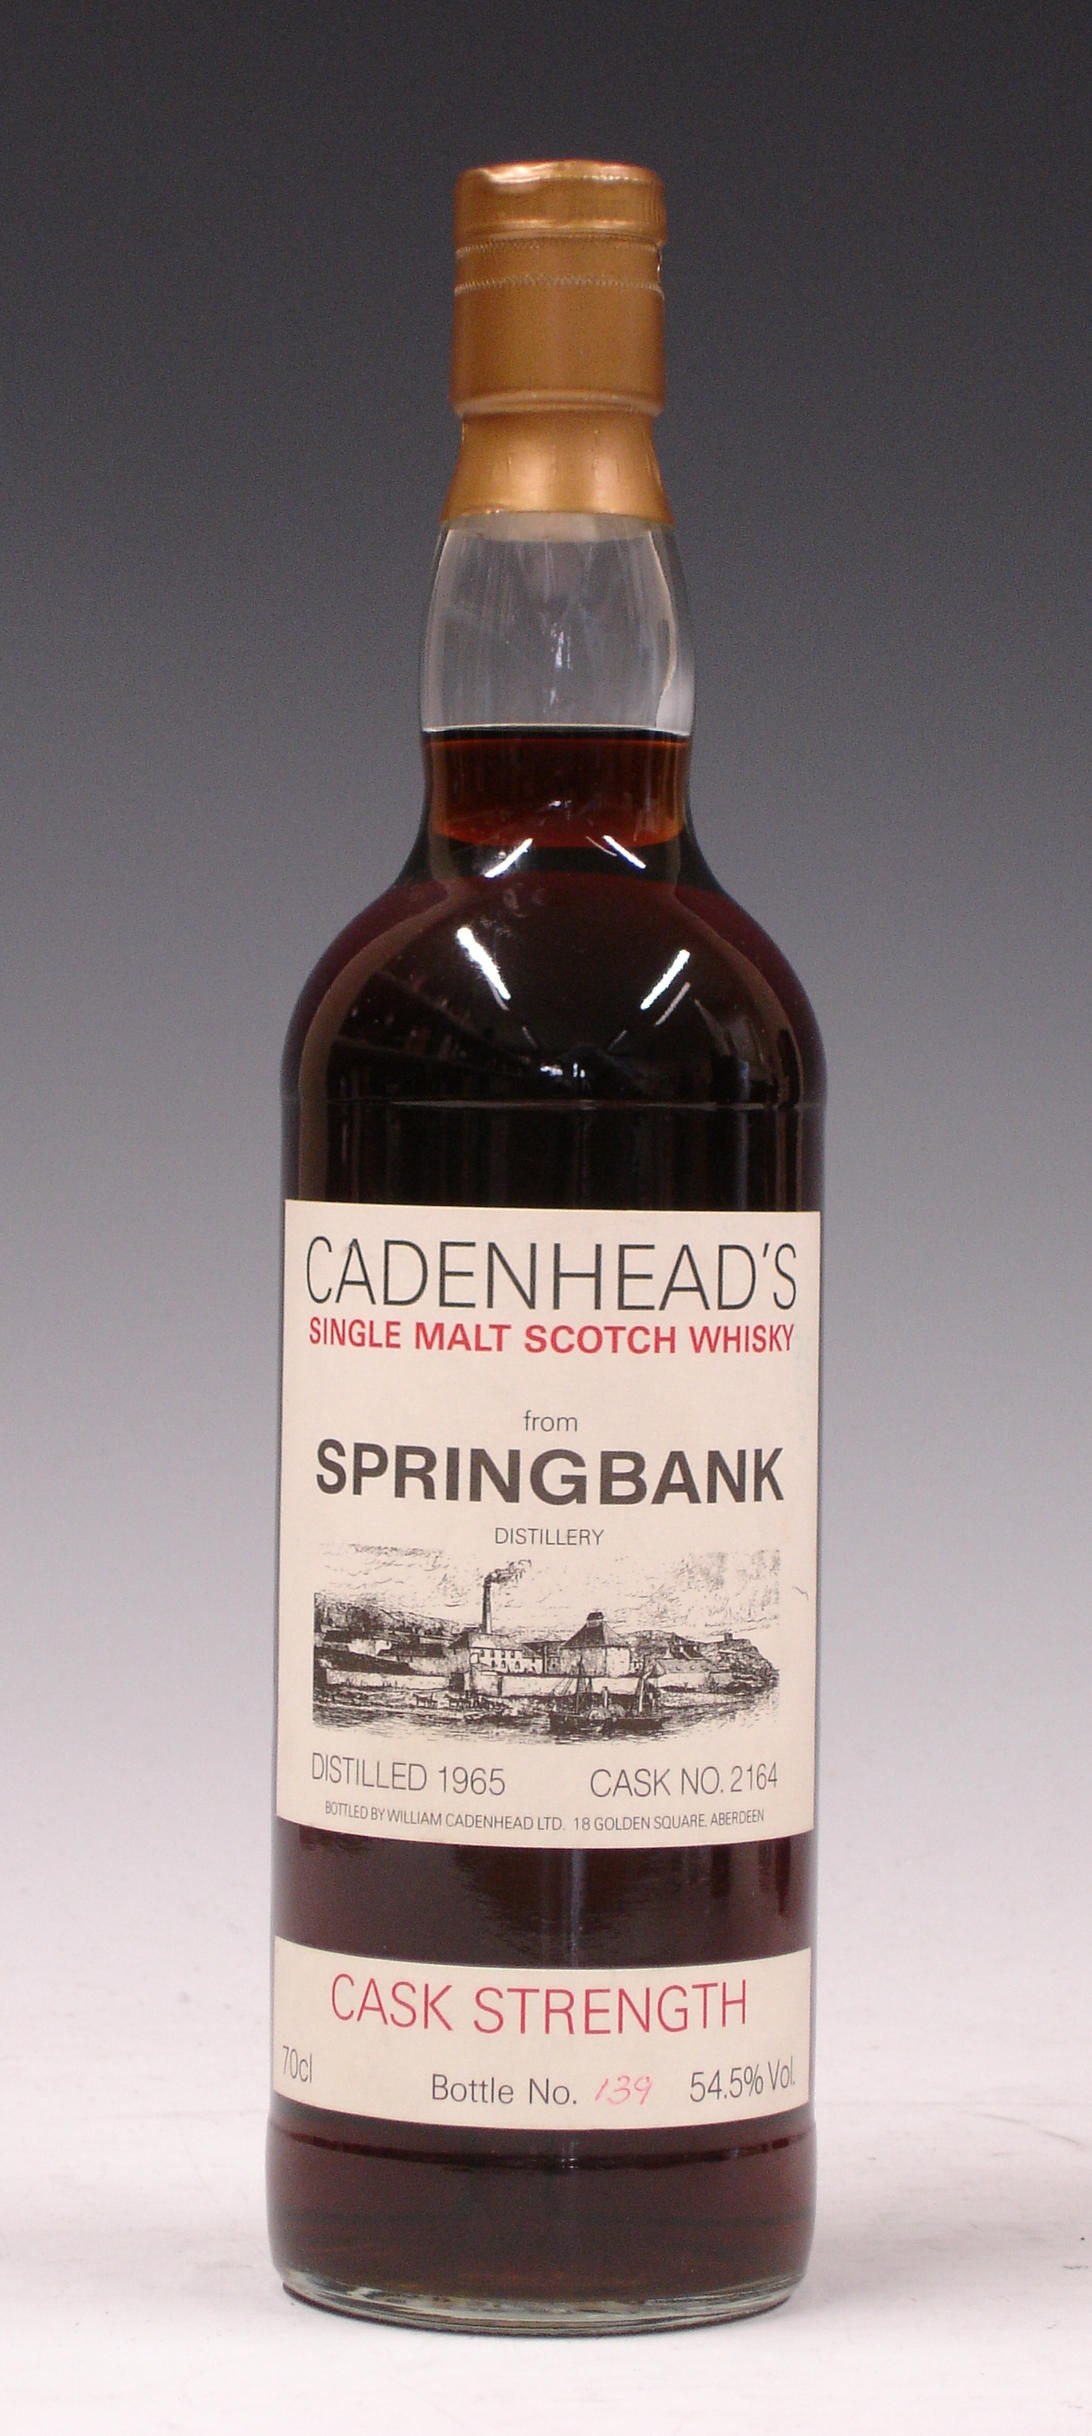 CADENHEAD'S
SINGLE MALT SCOTCH WHISKY
from
SPRINGBANK
DISTILLERY
DISTILLED 1965 CASK NO. 2164
BOTTLED BY WILLIAM CADENHEAD LTD. 18 GOLDEN SQUARE, ABERDEEN
CASK STRENGTH
70cl Bottle No. 139 54.5% Vol.